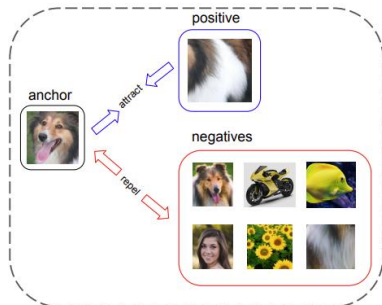 positive
anchor
attract
negatives
repel